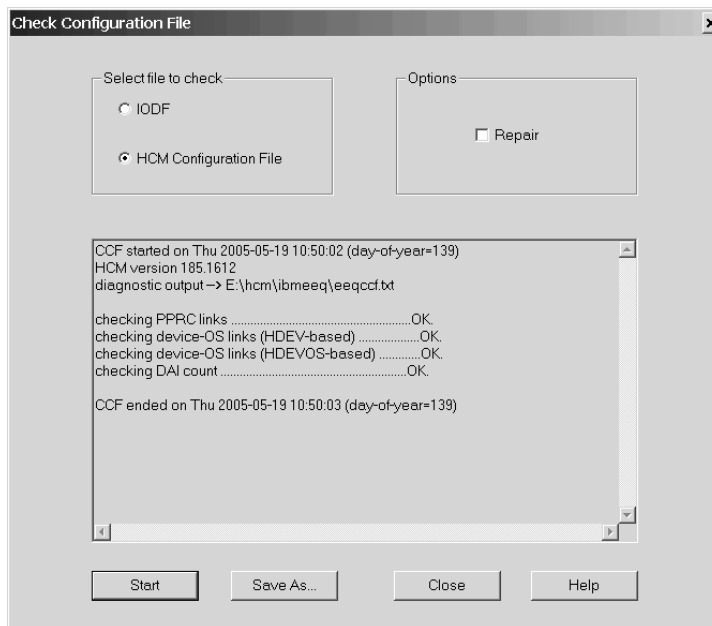 Check Configuration File
Select file to check
IODF
HCM Configuration File
Options
Repair
CCF started on Thu 2005-05-19 10:50:02 (day-of-year=139)
HCM version 185.1612
diagnostic output --> E:\hcm\ibmeeq\eeqccf.txt
checking PPRC links ......................................................OK.
checking device-OS links (HDEV-based) ...................OK.
checking device-OS links (HDEVOS-based) .............OK.
checking DAI count ......................................................OK.
CCF ended on Thu 2005-05-19 10:50:03 (day-of-year=139)
Start
Save As...
Close
Help